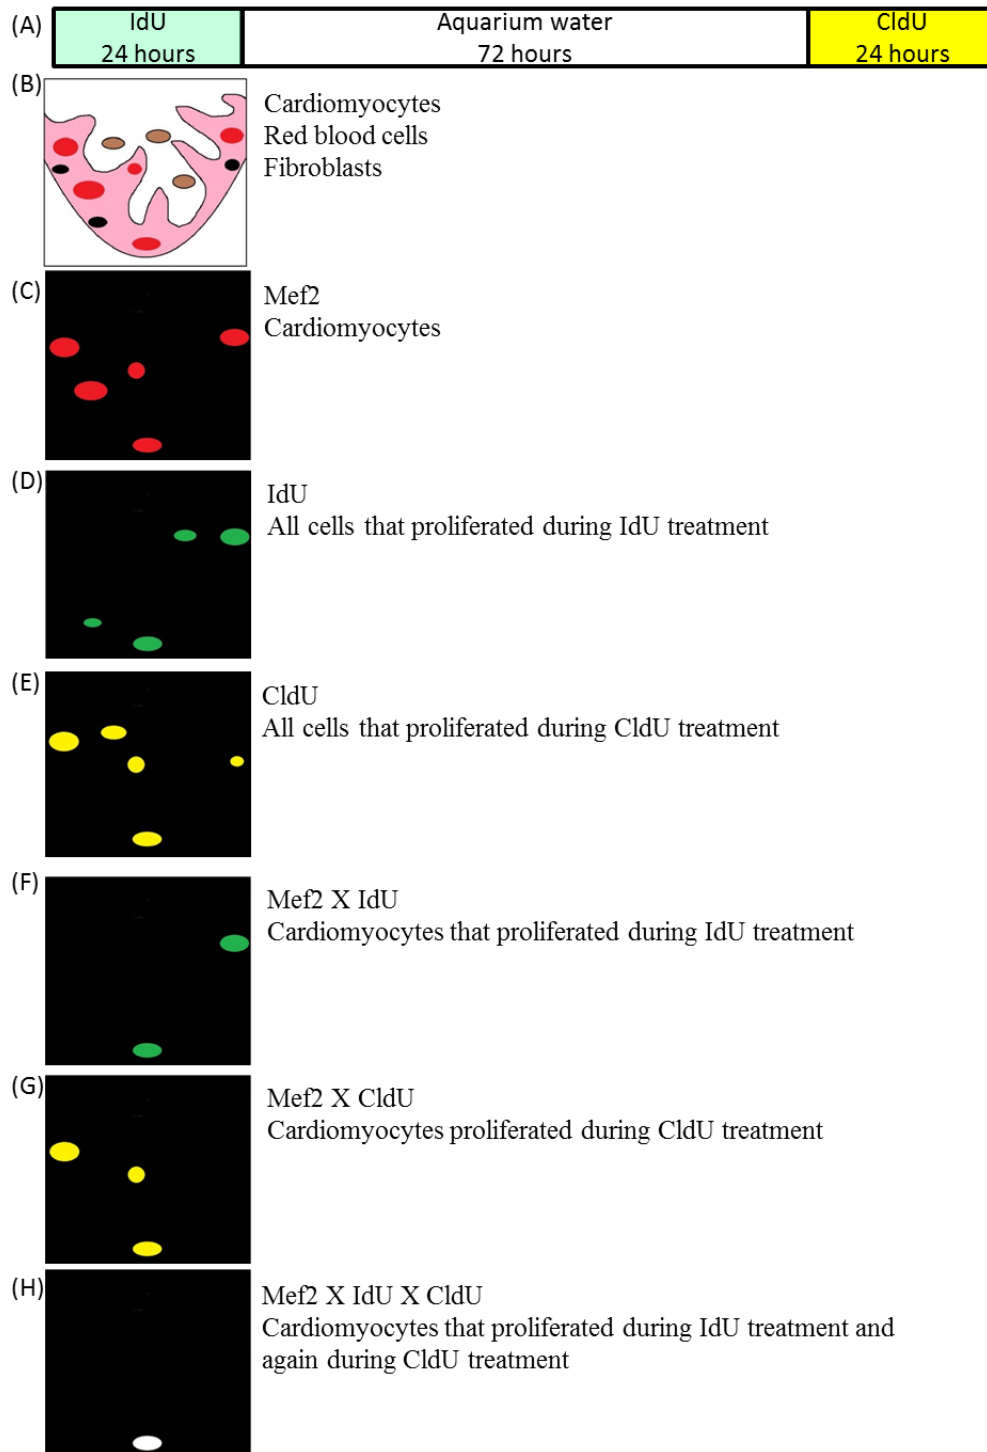 (A)
IdU
24 hours
Aquarium water
72 hours
CldU
24 hours
(B)
Cardiomyocytes
Red blood cells
Fibroblasts
(C)
Mef2
Cardiomyocytes
(D)
IdU
All cells that proliferated during IdU treatment
(E)
CldU
All cells that proliferated during CldU treatment
(F)
Mef2 X IdU
Cardiomyocytes that proliferated during IdU treatment
(G)
Mef2 X CldU
Cardiomyocytes proliferated during CldU treatment
(H)
Mef2 X IdU X CldU
Cardiomyocytes that proliferated during IdU treatment and
again during CldU treatment